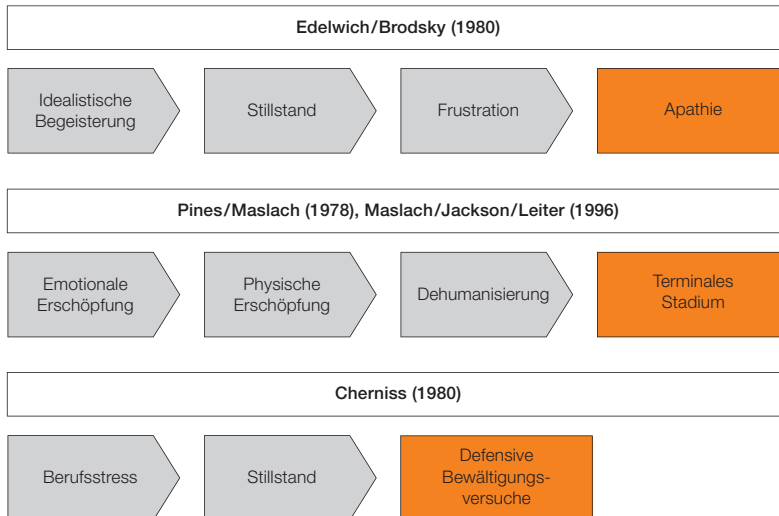 Edelwich/Brodsky (1980)
Idealistische
Begeisterung
Stillstand
Frustration
Apathie
Pines/Maslach (1978), Maslach/Jackson/Leiter (1996)
Emotionale
Erschöpfung
Physische
Erschöpfung
Dehumanisierung
Terminales
Stadium
Cherniss (1980)
Berufsstress
Stillstand
Defensive
Bewältigungs-
versuche